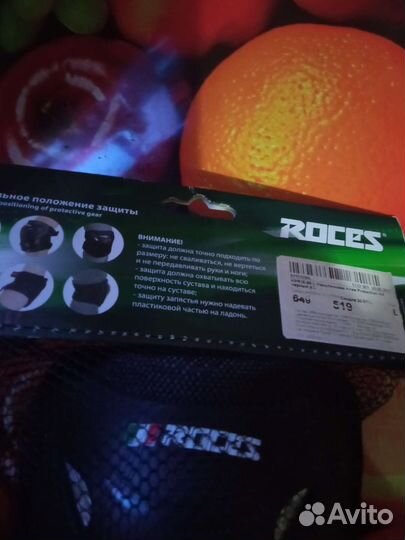 льное положение защиты
positioning of protective gear
ВНИМАНИЕ:
- защита должна точно подходить по
размеру: не сваливаться, не вертеться
и не передавливать руки и ноги;
- защита должна охватывать всю
поверхность сустава и находиться
точно на суставе;
- защиту запястья нужно надевать
пластиковой частью на ладонь.
ROCES
649
519
L
ROCES
Avito